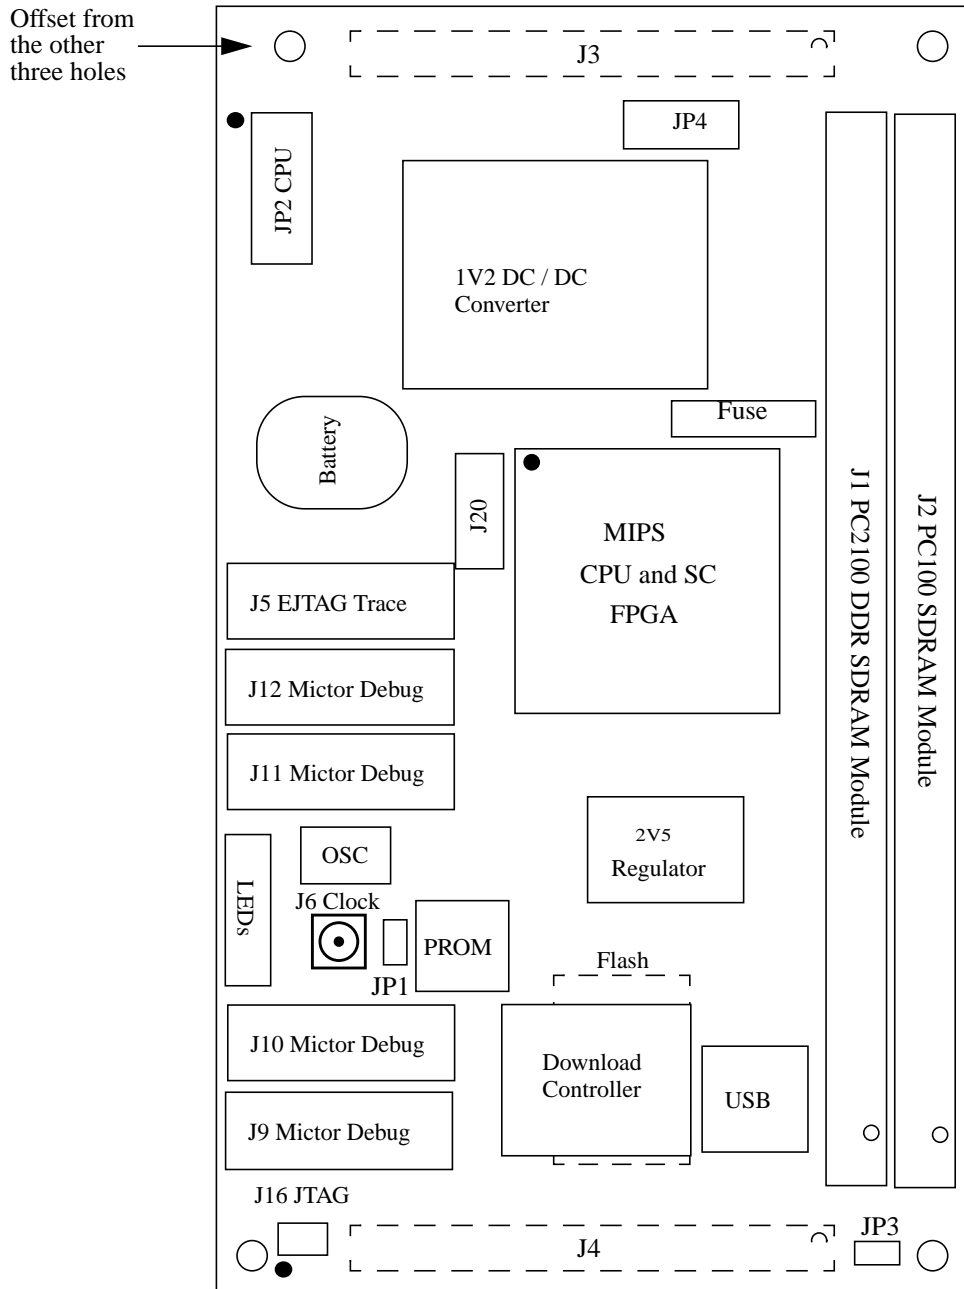 Offset from
the other
three holes
J3
JP4
JP2 CPU
1V2 DC / DC
Converter
Fuse
Battery
J20
MIPS
CPU and SC
FPGA
J1 PC2100 DDR SDRAM Module
J2 PC100 SDRAM Module
J5 EJTAG Trace
J12 Mictor Debug
J11 Mictor Debug
2V5
Regulator
OSC
LEDs
J6 Clock
PROM
JP1
Flash
J10 Mictor Debug
Download
Controller
USB
J9 Mictor Debug
J16 JTAG
J4
JP3